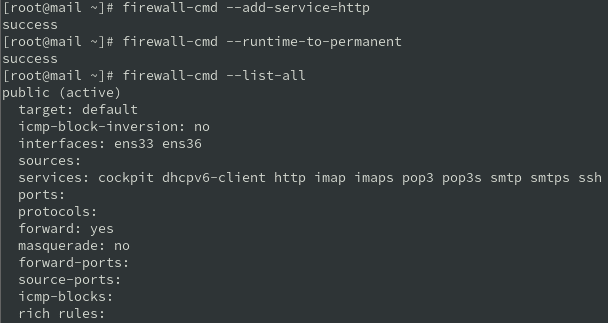 [root@mail ~]# firewall-cmd --add-service=http
success
[root@mail ~]# firewall-cmd --runtime-to-permanent
success
[root@mail ~]# firewall-cmd --list-all
public (active)
  target: default
  icmp-block-inversion: no
  interfaces: ens33 ens36
  sources:
  services: cockpit dhcpv6-client http imap imaps pop3 pop3s smtp smtps ssh
  ports:
  protocols:
  forward: yes
  masquerade: no
  forward-ports:
  source-ports:
  icmp-blocks:
  rich rules: